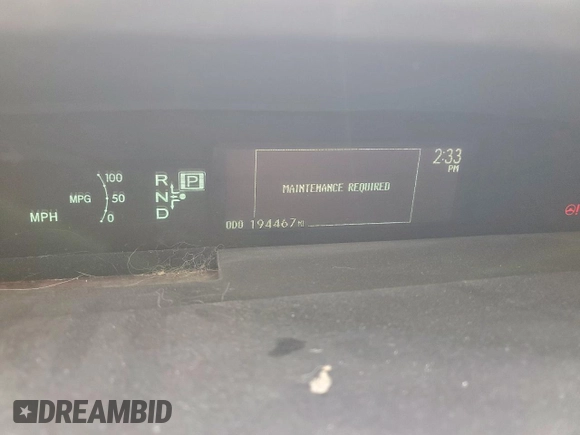 100
R P
MPG 50
N
MPH 0
D
MAINTENANCE REQUIRED
2:33
PM
ODO 194467 MI
DREAMBID